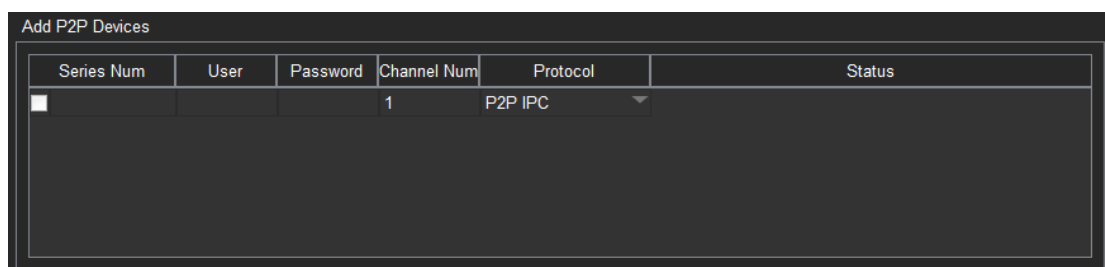 Add P2P Devices
Series Num User Password Channel Num Protocol Status
1 P2P IPC